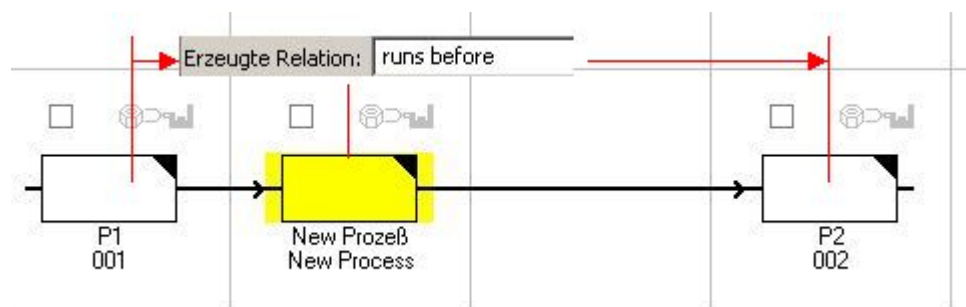 Erzeugte Relation: runs before
P1
001
New Prozeß
New Process
P2
002